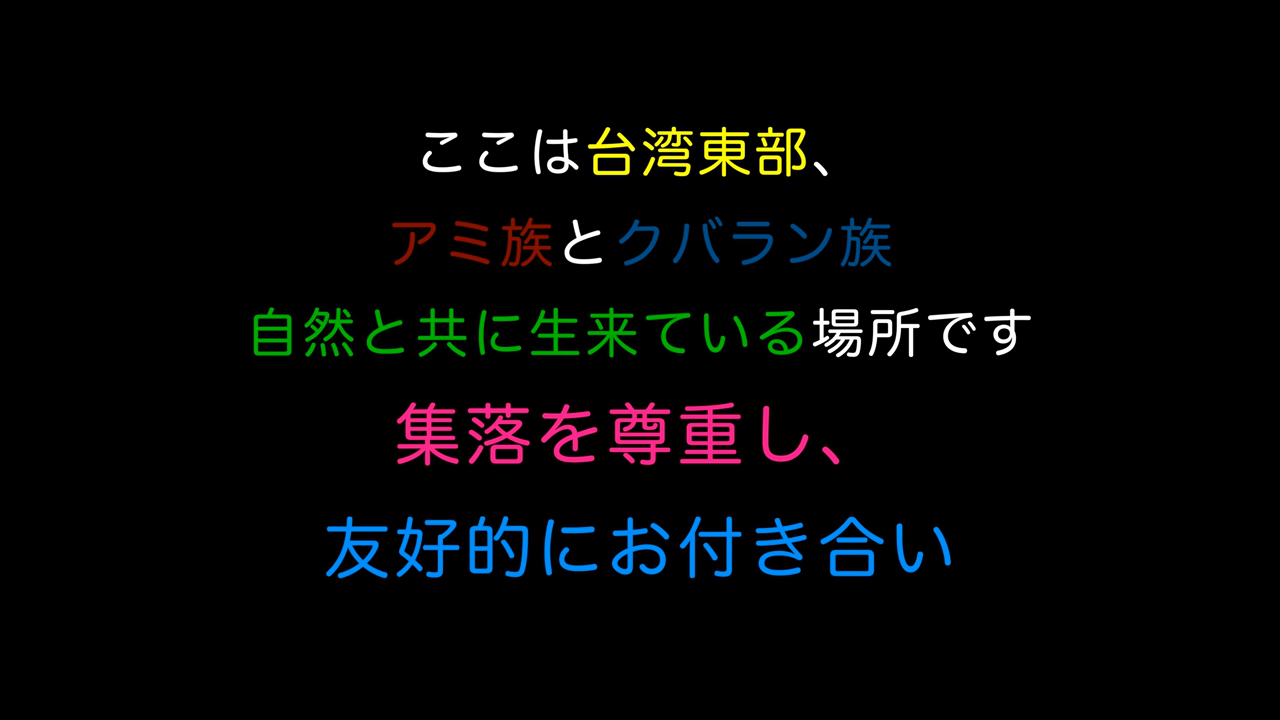 ここは台湾東部、
アミ族とクバラン族
自然と共に生来ている場所です
集落を尊重し、
友好的にお付き合い